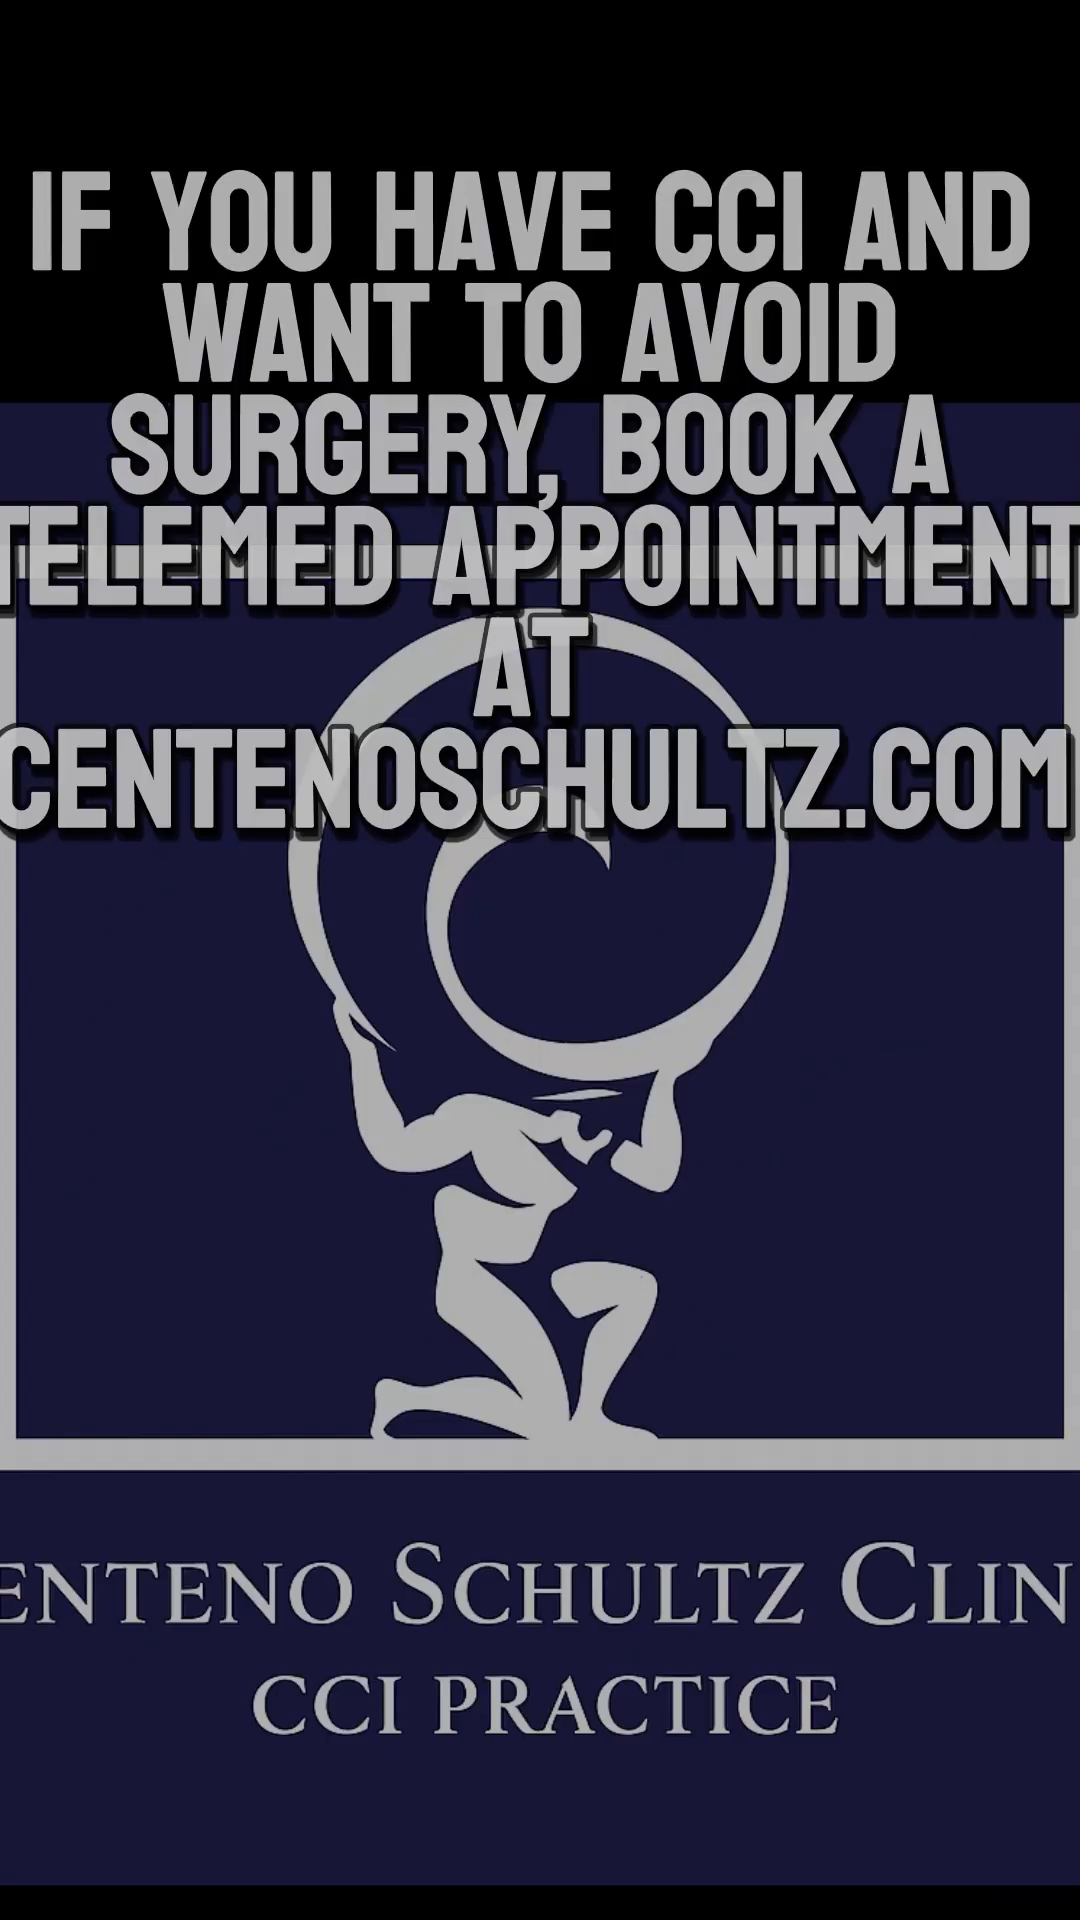 IF YOU HAVE CCI AND
WANT TO AVOID
SURGERY, BOOK A
TELEMED APPOINTMENT
AT
CENTENOSCHULTZ.COM
ENTENO SCHULTZ CLIN
CCI PRACTICE